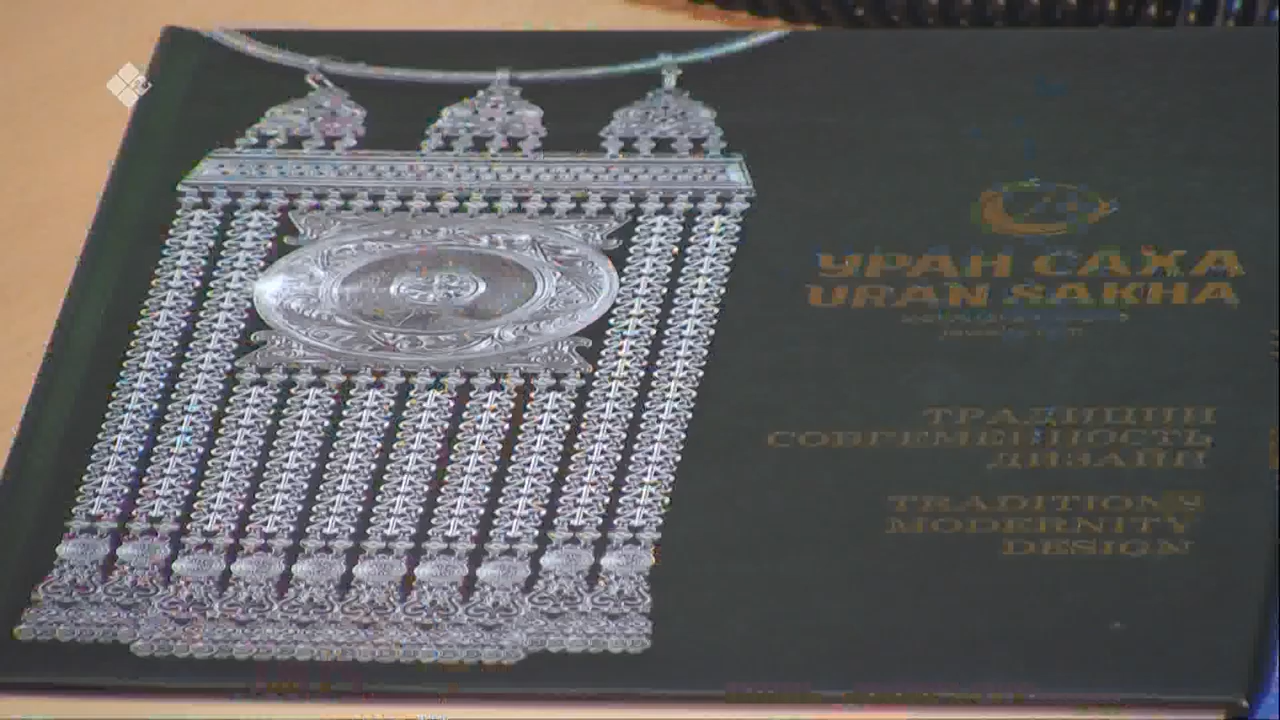 УРАН САХА
URAN SAKHA
ТРАДИЦИИ
СОВРЕМЕННОСТЬ
ДИЗАЙН
TRADITIONS
MODERNITY
DESIGN